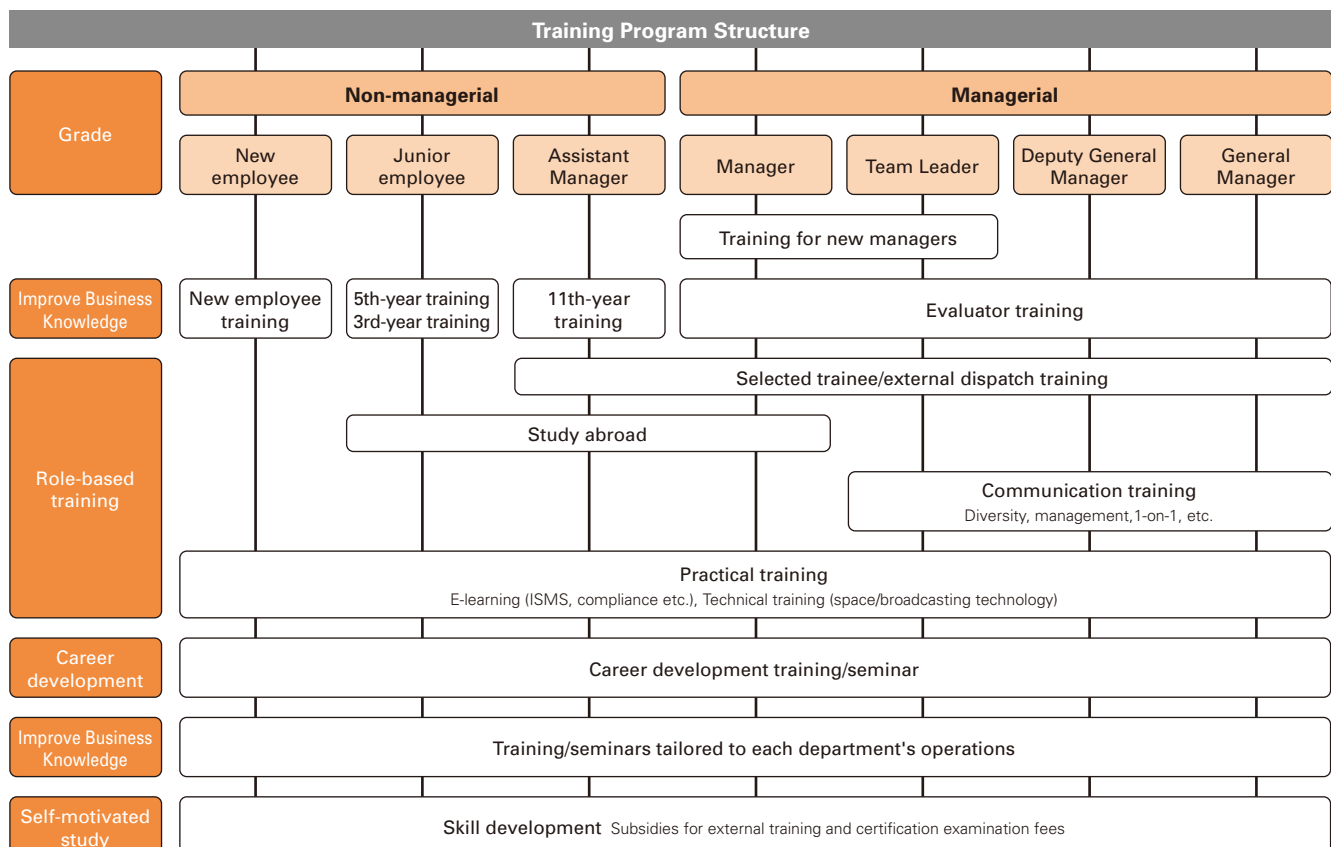 Training Program Structure
Grade
Non-managerial
Managerial
New
employee
Junior
employee
Assistant
Manager
Manager
Team Leader
Deputy General
Manager
General
Manager
Training for new managers
Improve Business
Knowledge
New employee
training
5th-year training
3rd-year training
11th-year
training
Evaluator training
Role-based
training
Selected trainee/external dispatch training
Study abroad
Communication training
Diversity, management,1-on-1, etc.
Practical training
E-learning (ISMS, compliance etc.), Technical training (space/broadcasting technology)
Career
development
Career development training/seminar
Improve Business
Knowledge
Training/seminars tailored to each department's operations
Self-motivated
study
Skill development Subsidies for external training and certification examination fees